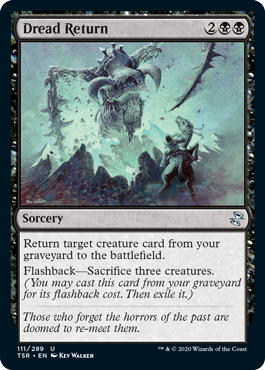 Dread Return 2
Sorcery
Return target creature card from your
graveyard to the battlefield.
Flashback—Sacrifice three creatures.
(You may cast this card from your graveyard
for its flashback cost. Then exile it.)
Those who forget the horrors of the past are
doomed to re-meet them.
111/289 U
TSR • EN KEV WALKER
™ & © 2020 Wizards of the Coast